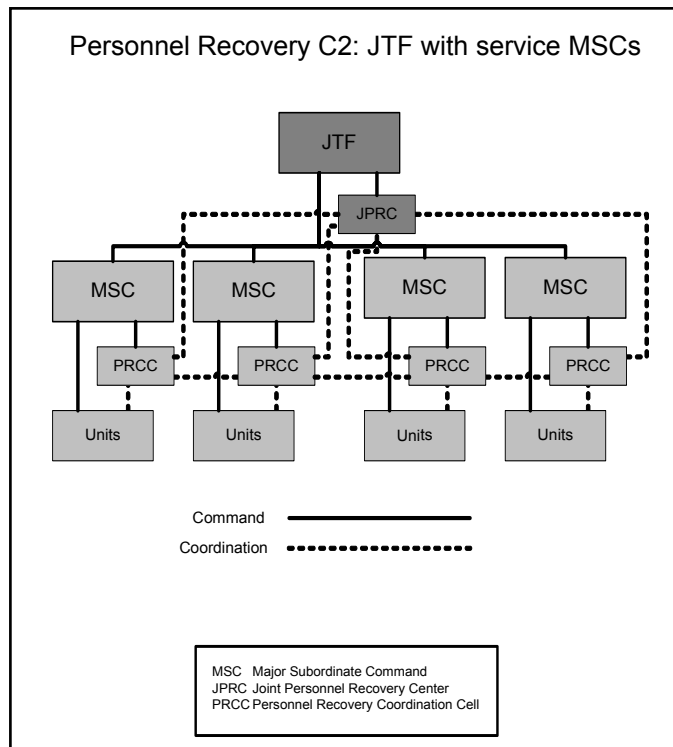 Personnel Recovery C2: JTF with service MSCs
JTF
JPRC
MSC MSC MSC MSC
PRCC PRCC PRCC PRCC
Units Units Units Units
Command
Coordination
MSC Major Subordinate Command
JPRC Joint Personnel Recovery Center
PRCC Personnel Recovery Coordination Cell